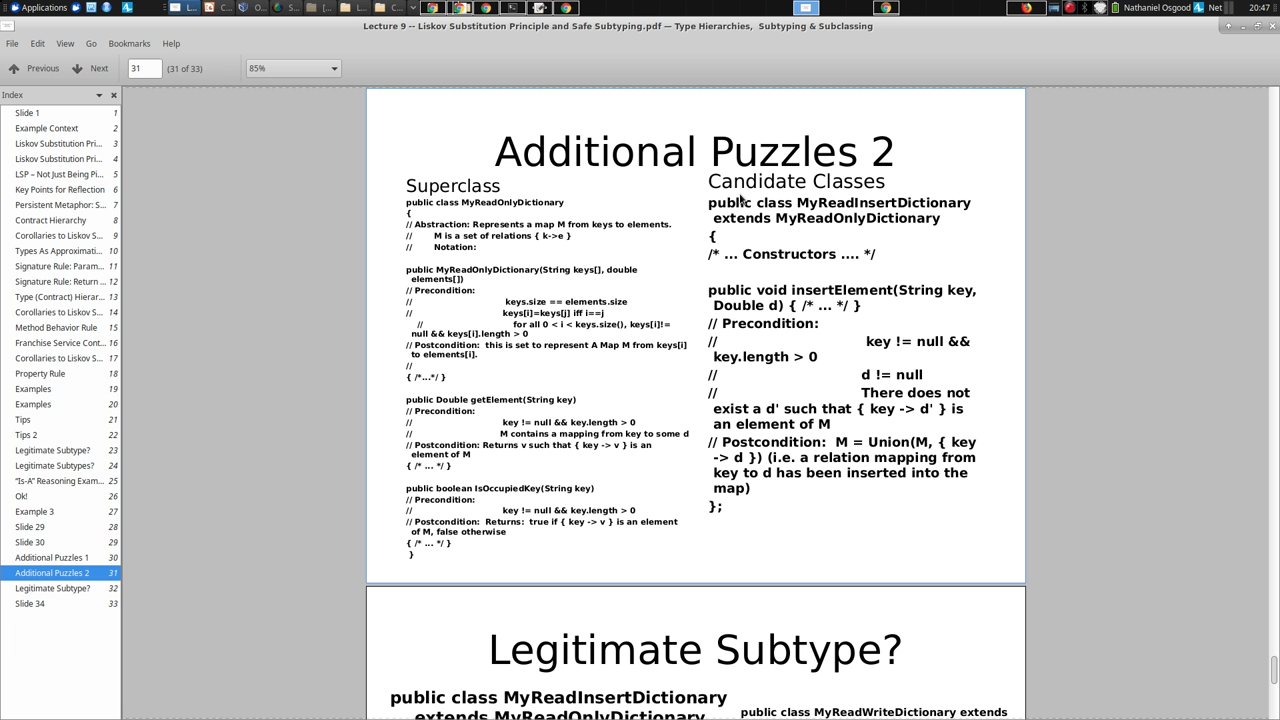 Applications
Nathaniel Osgood
Net
20:47
Lecture 9 -- Liskov Substitution Principle and Safe Subtyping.pdf — Type Hierarchies, Subtyping & Subclassing
File Edit View Go Bookmarks Help
Previous Next 31 (31 of 33) 85%
Index
Slide 1 1
Example Context 2
Liskov Substitution Pri... 3
Liskov Substitution Pri... 4
LSP – Not Just Being Pi... 5
Key Points for Reflection 6
Persistent Metaphor: S... 7
Contract Hierarchy 8
Corollaries to Liskov S... 9
Types As Approximati... 10
Signature Rule: Param... 11
Signature Rule: Return ... 12
Type (Contract) Hierar... 13
Corollaries to Liskov S... 14
Method Behavior Rule 15
Franchise Service Cont... 16
Corollaries to Liskov S... 17
Property Rule 18
Examples 19
Examples 20
Tips 21
Tips 2 22
Legitimate Subtype? 23
Legitimate Subtypes? 24
“Is-A” Reasoning Exam... 25
Ok! 26
Example 3 27
Slide 29 28
Slide 30 29
Additional Puzzles 1 30
Additional Puzzles 2 31
Legitimate Subtype? 32
Slide 34 33
Additional Puzzles 2
Superclass
public class MyReadOnlyDictionary
{
// Abstraction: Represents a map M from keys to elements.
// M is a set of relations { k->e }
// Notation:
public MyReadOnlyDictionary(String keys[], double
elements[])
// Precondition:
// keys.size == elements.size
// keys[i]=keys[j] iff i==j
// for all 0 < i < keys.size(), keys[i]!=
null && keys[i].length > 0
// Postcondition: this is set to represent A Map M from keys[i]
to elements[i].
//
{ /*...*/ }
public Double getElement(String key)
// Precondition:
// key != null && key.length > 0
// M contains a mapping from key to some d
// Postcondition: Returns v such that { key -> v } is an
element of M
{ /* ... */ }
public boolean IsOccupiedKey(String key)
// Precondition:
// key != null && key.length > 0
// Postcondition: Returns: true if { key -> v } is an element
of M, false otherwise
{ /* ... */ }
}
Candidate Classes
public class MyReadInsertDictionary
extends MyReadOnlyDictionary
{
/* ... Constructors .... */
public void insertElement(String key,
Double d) { /* ... */ }
// Precondition:
// key != null &&
key.length > 0
// d != null
// There does not
exist a d' such that { key -> d' } is
an element of M
// Postcondition: M = Union(M, { key
-> d }) (i.e. a relation mapping from
key to d has been inserted into the
map)
};
Legitimate Subtype?
public class MyReadInsertDictionary
extends MyReadOnlyDictionary
public class MyReadWriteDictionary extends